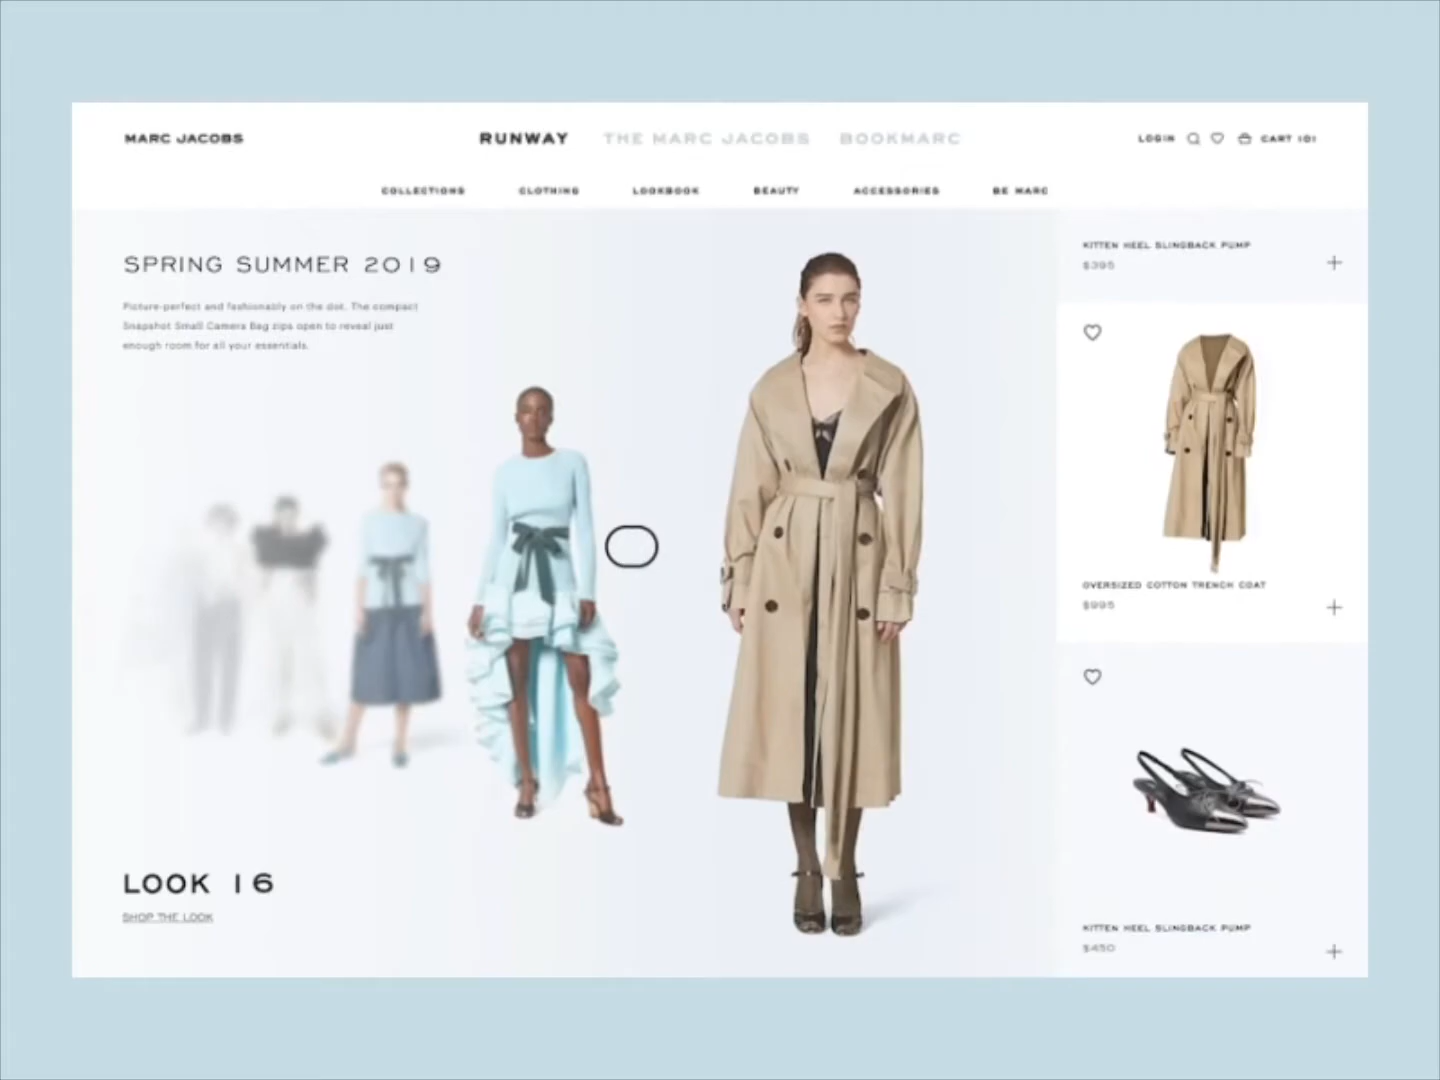 MARC JACOBS
RUNWAY THE MARC JACOBS BOOKMARC
LOGIN CART (0)
COLLECTIONS CLOTHING LOOKBOOK BEAUTY ACCESSORIES BE MARC
SPRING SUMMER 2019
Picture-perfect and fashionably on the dot. The compact
Snapshot Small Camera Bag zips open to reveal just
enough room for all your essentials.
LOOK 16
SHOP THE LOOK
KITTEN HEEL SLINGBACK PUMP
$395
OVERSIZED COTTON TRENCH COAT
$995
KITTEN HEEL SLINGBACK PUMP
$450